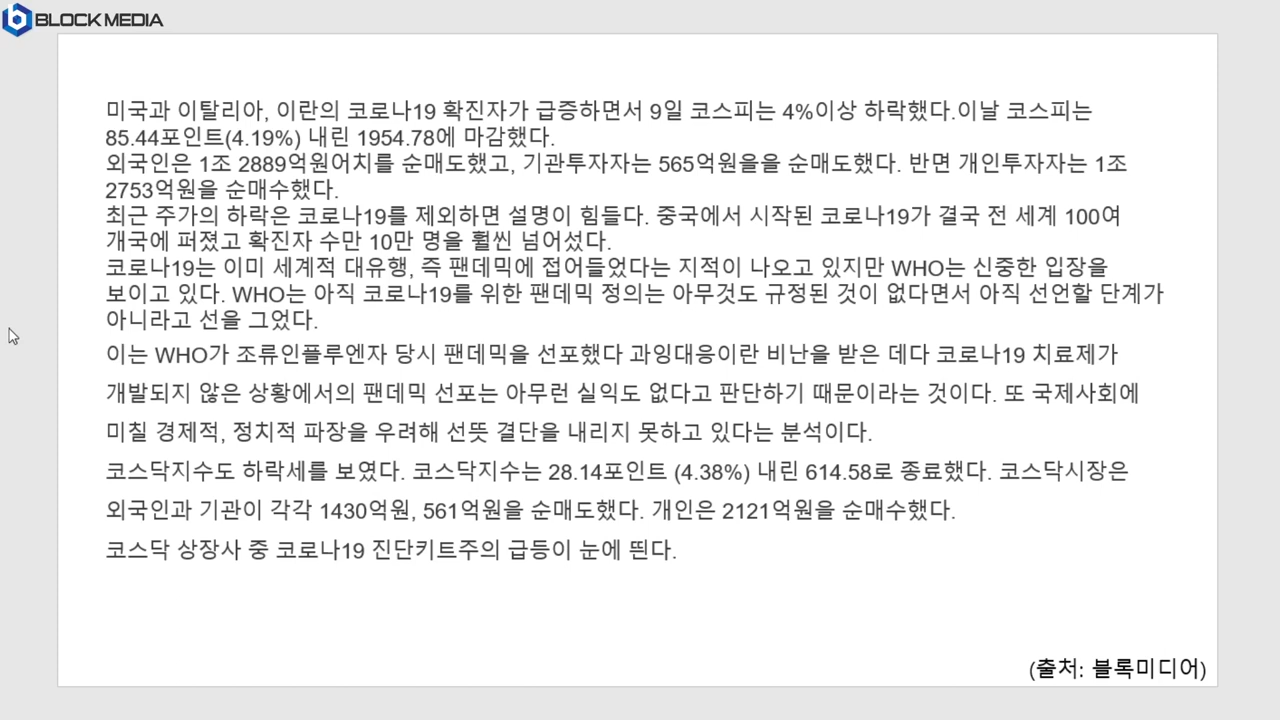 BLOCK MEDIA
미국과 이탈리아, 이란의 코로나19 확진자가 급증하면서 9일 코스피는 4%이상 하락했다.이날 코스피는
85.44포인트(4.19%) 내린 1954.78에 마감했다.
외국인은 1조 2889억원어치를 순매도했고, 기관투자자는 565억원을을 순매도했다. 반면 개인투자자는 1조
2753억원을 순매수했다.
최근 주가의 하락은 코로나19를 제외하면 설명이 힘들다. 중국에서 시작된 코로나19가 결국 전 세계 100여
개국에 퍼졌고 확진자 수만 10만 명을 훨씬 넘어섰다.
코로나19는 이미 세계적 대유행, 즉 팬데믹에 접어들었다는 지적이 나오고 있지만 WHO는 신중한 입장을
보이고 있다. WHO는 아직 코로나19를 위한 팬데믹 정의는 아무것도 규정된 것이 없다면서 아직 선언할 단계가
아니라고 선을 그었다.
이는 WHO가 조류인플루엔자 당시 팬데믹을 선포했다 과잉대응이란 비난을 받은 데다 코로나19 치료제가
개발되지 않은 상황에서의 팬데믹 선포는 아무런 실익도 없다고 판단하기 때문이라는 것이다. 또 국제사회에
미칠 경제적, 정치적 파장을 우려해 선뜻 결단을 내리지 못하고 있다는 분석이다.
코스닥지수도 하락세를 보였다. 코스닥지수는 28.14포인트 (4.38%) 내린 614.58로 종료했다. 코스닥시장은
외국인과 기관이 각각 1430억원, 561억원을 순매도했다. 개인은 2121억원을 순매수했다.
코스닥 상장사 중 코로나19 진단키트주의 급등이 눈에 띈다.
(출처: 블록미디어)